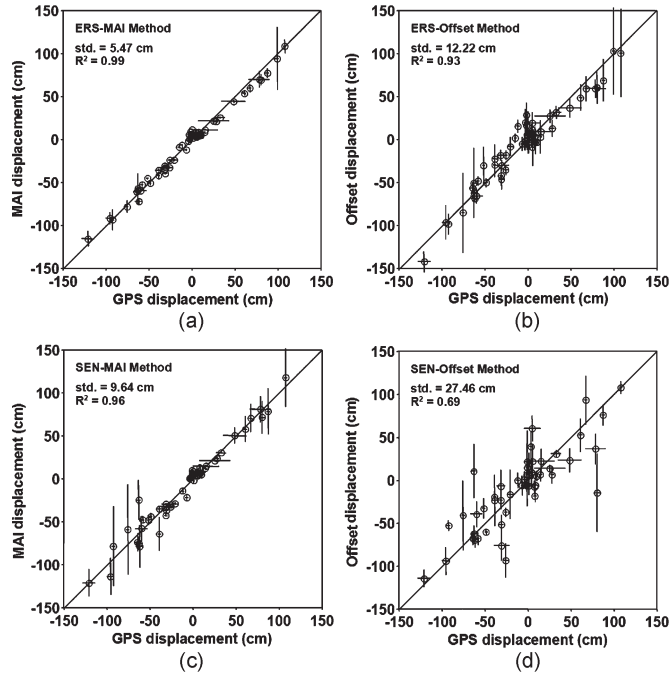 150
100
50
0
-50
-100
-150
MAI displacement (cm)
ERS-MAI Method
std. = 5.47 cm
R² = 0.99
-150 -100 -50 0 50 100 150
GPS displacement (cm)
(a)
150
100
50
0
-50
-100
-150
Offset displacement (cm)
ERS-Offset Method
std. = 12.22 cm
R² = 0.93
-150 -100 -50 0 50 100 150
GPS displacement (cm)
(b)
150
100
50
0
-50
-100
-150
MAI displacement (cm)
SEN-MAI Method
std. = 9.64 cm
R² = 0.96
-150 -100 -50 0 50 100 150
GPS displacement (cm)
(c)
150
100
50
0
-50
-100
-150
Offset displacement (cm)
SEN-Offset Method
std. = 27.46 cm
R² = 0.69
-150 -100 -50 0 50 100 150
GPS displacement (cm)
(d)